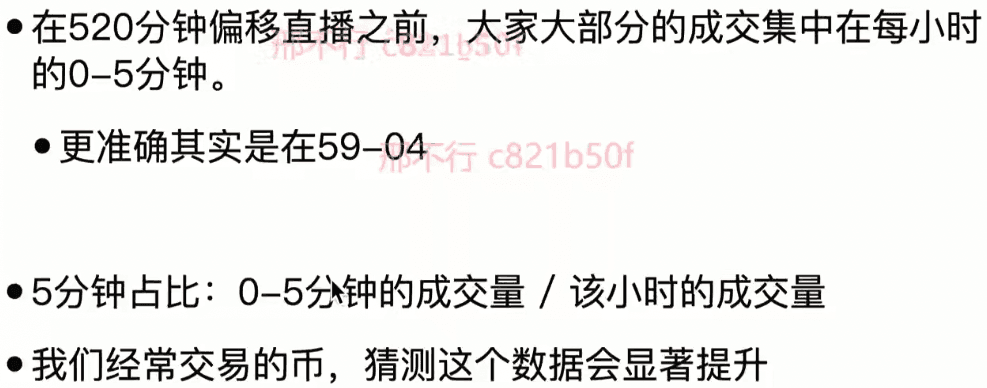 • 在520分钟偏移直播之前，大家大部分的成交集中在每小时
的0–5分钟。
• 更准确其实是在59–04
邢不行 c821b50f
邢不行 c821b50f
• 5分钟占比：0–5分钟的成交量 / 该小时的成交量
• 我们经常交易的币，猜测这个数据会显著提升